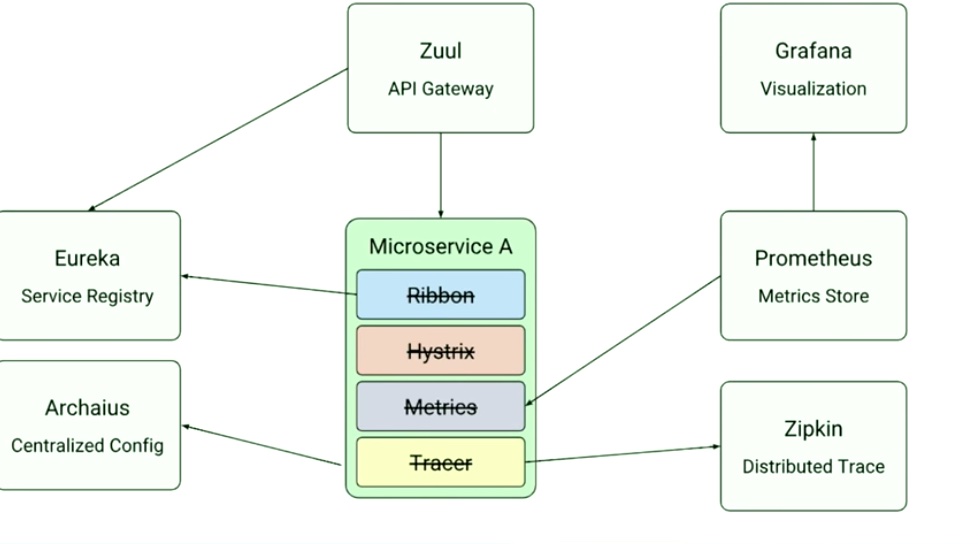 Zuul
API Gateway
Grafana
Visualization
Eureka
Service Registry
Microservice A
Ribbon
Hystrix
Metrics
Tracer
Prometheus
Metrics Store
Archaius
Centralized Config
Zipkin
Distributed Trace